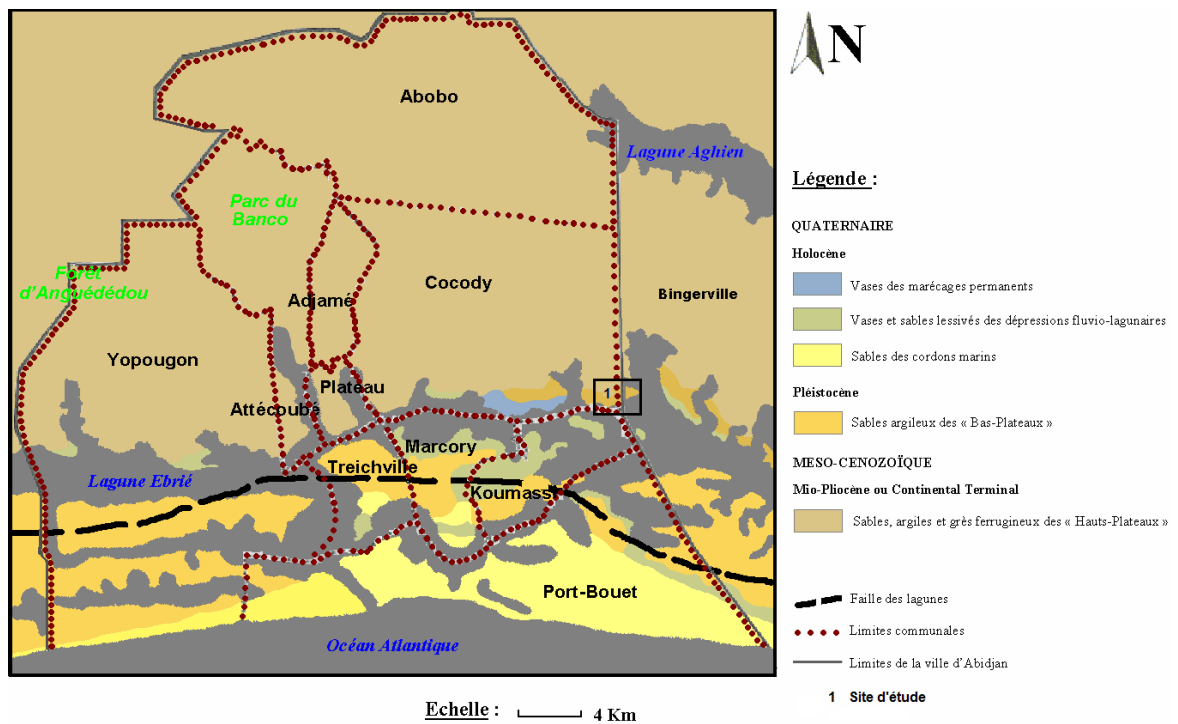 Abobo
Lagune Aghien
Parc du
Banco
Forêt
d'Anguédédou
Cocody
Adjamé
Bingerville
Yopougon
Plateau
Attécoubé
1
Marcory
Treichville
Lagune Ebrié
Koumassi
Port-Bouet
Océan Atlantique
Echelle :
4 Km
N
Légende :
QUATERNAIRE
Holocène
Vases des marécages permanents
Vases et sables lessivés des dépressions fluvio-lagunaires
Sables des cordons marins
Pléistocène
Sables argileux des « Bas-Plateaux »
MESO-CENOZOÏQUE
Mio-Pliocène ou Continental Terminal
Sables, argiles et grès ferrugineux des « Hauts-Plateaux »
Faille des lagunes
Limites communales
Limites de la ville d'Abidjan
1 Site d'étude